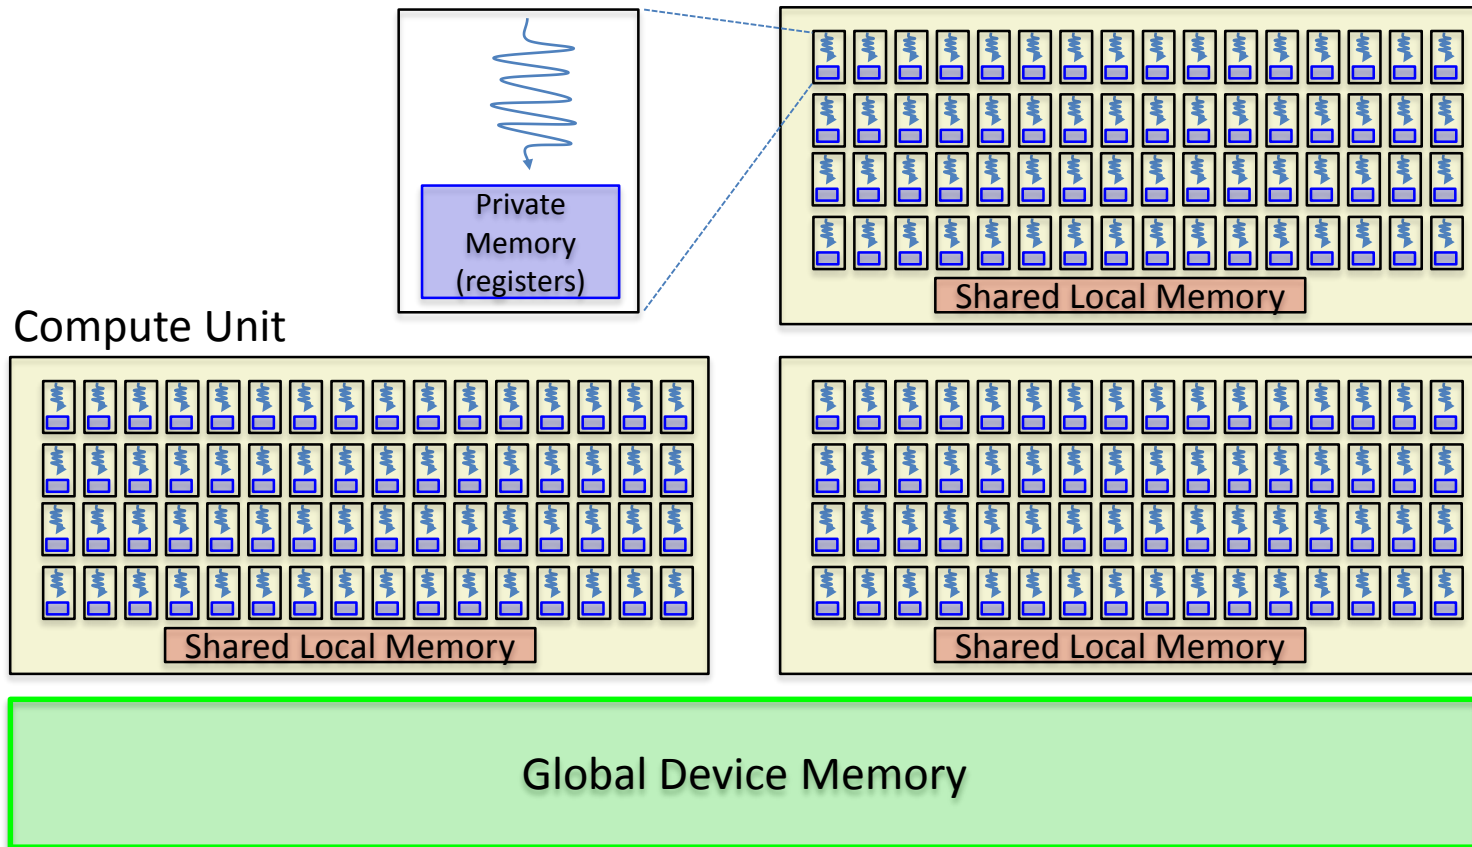 Private
Memory
(registers)
Shared Local Memory
Compute Unit
Shared Local Memory
Shared Local Memory
Global Device Memory